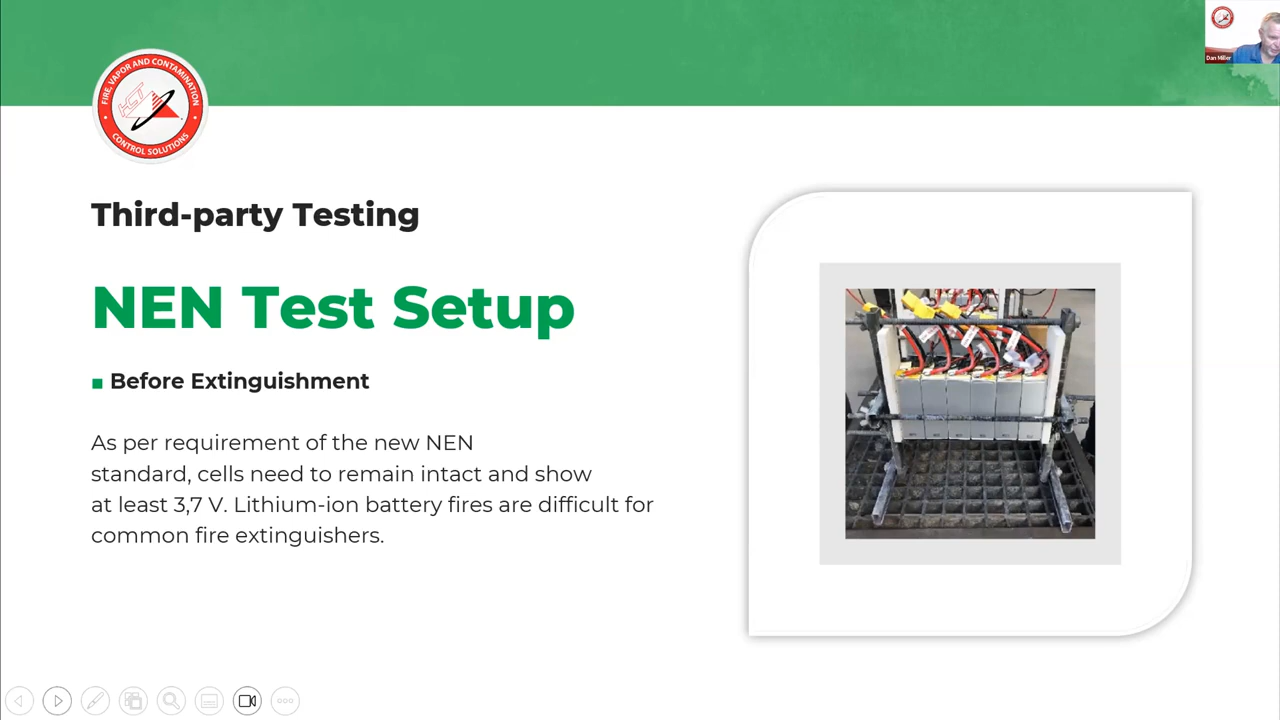 FIRE, VAPOR AND CONTAMINATION
HCT
CONTROL SOLUTIONS
Dan Miller
Third-party Testing
NEN Test Setup
Before Extinguishment
As per requirement of the new NEN
standard, cells need to remain intact and show
at least 3,7 V. Lithium-ion battery fires are difficult for
common fire extinguishers.